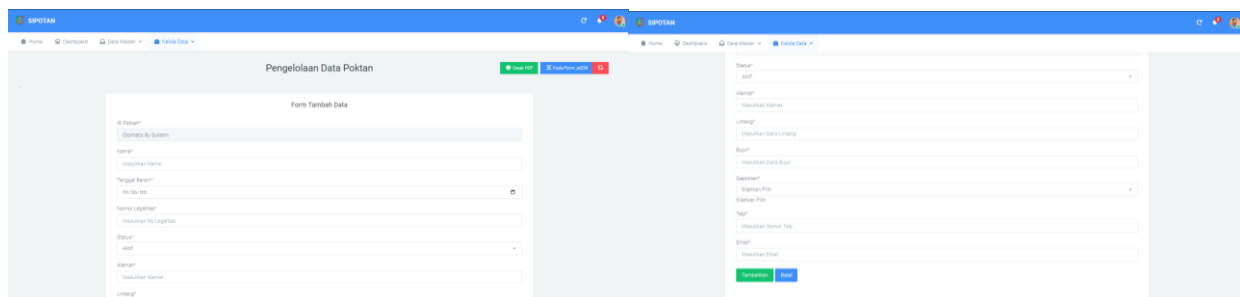 SIPOTAN
Home Dashboard Data Master Kelola Data
Pengelolaan Data Poktan
Cetak PDF
Form Tambah Data
ID Poktan*
Otomatis By System
Nama*
Masukkan Nama
Tanggal Berdiri*
Nomor Legalitas*
Masukkan No Legalitas
Status*
Aktif
Alamat*
Masukkan Alamat
Lintang*
SIPOTAN
Home Dashboard Data Master Kelola Data
Status*
Aktif
Alamat*
Masukkan Alamat
Lintang*
Masukkan Garis Lintang
Bujur*
Masukkan Garis Bujur
Gapoktan*
Silahkan Pilih
Silahkan Pilih
Telp*
Masukkan Nomor Telp
Email*
Masukkan Email
Tambahkan Batal